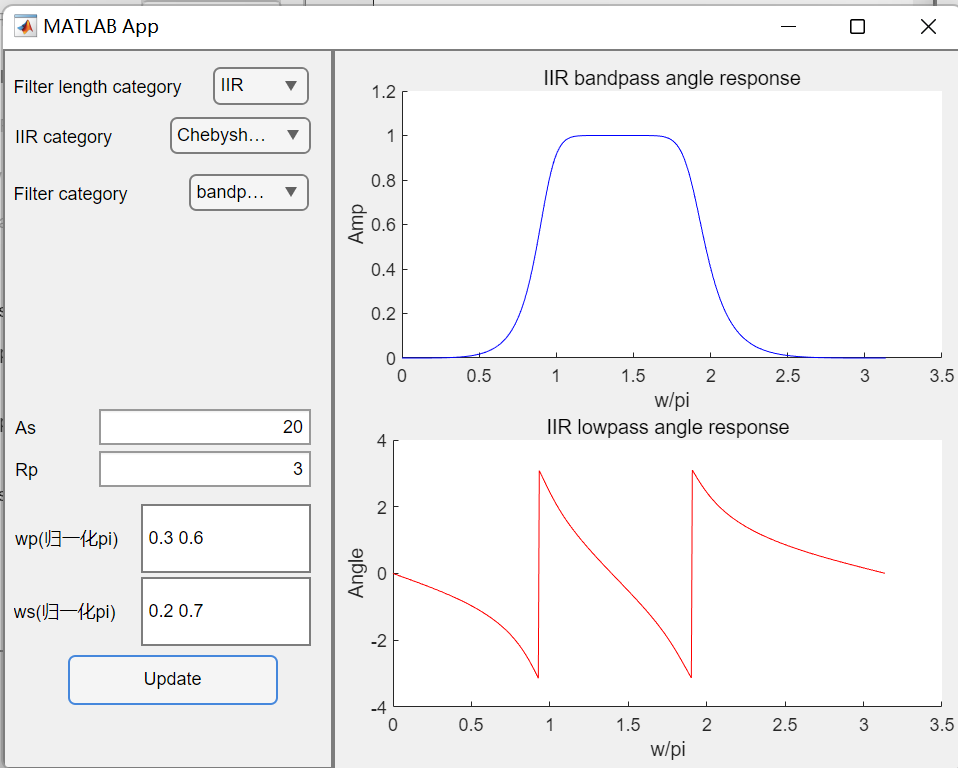 MATLAB App
Filter length category IIR
IIR category Chebysh...
Filter category bandp...
As 20
Rp 3
wp(归一化pi) 0.3 0.6
ws(归一化pi) 0.2 0.7
Update
IIR bandpass angle response
1.2
1
0.8
0.6
0.4
0.2
0
Amp
0 0.5 1 1.5 2 2.5 3 3.5
w/pi
IIR lowpass angle response
4
2
0
-2
-4
Angle
0 0.5 1 1.5 2 2.5 3 3.5
w/pi